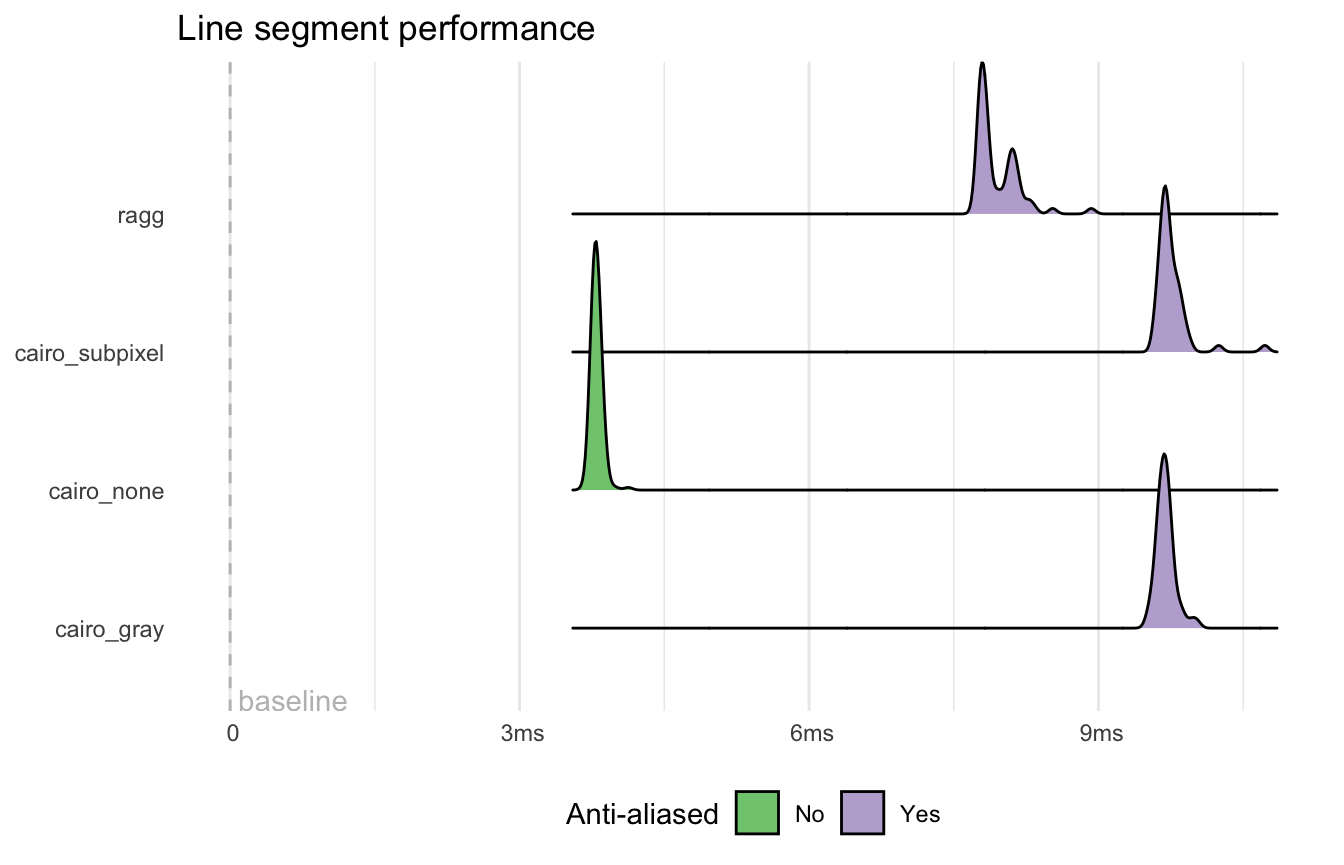 Line segment performance
ragg
cairo_subpixel
cairo_none
cairo_gray
baseline
0 3ms 6ms 9ms
Anti-aliased No Yes